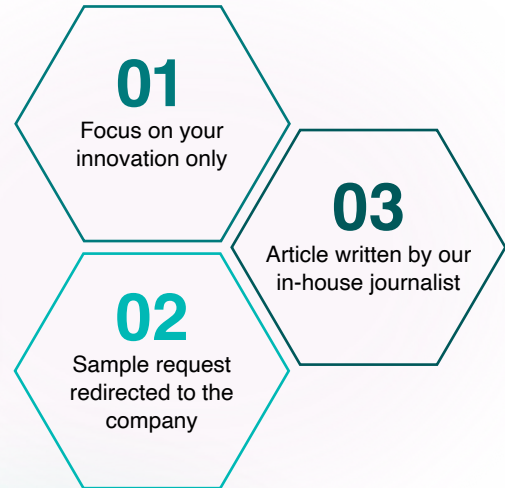 01
Focus on your
innovation only
02
Sample request
redirected to the
company
03
Article written by our
in-house journalist